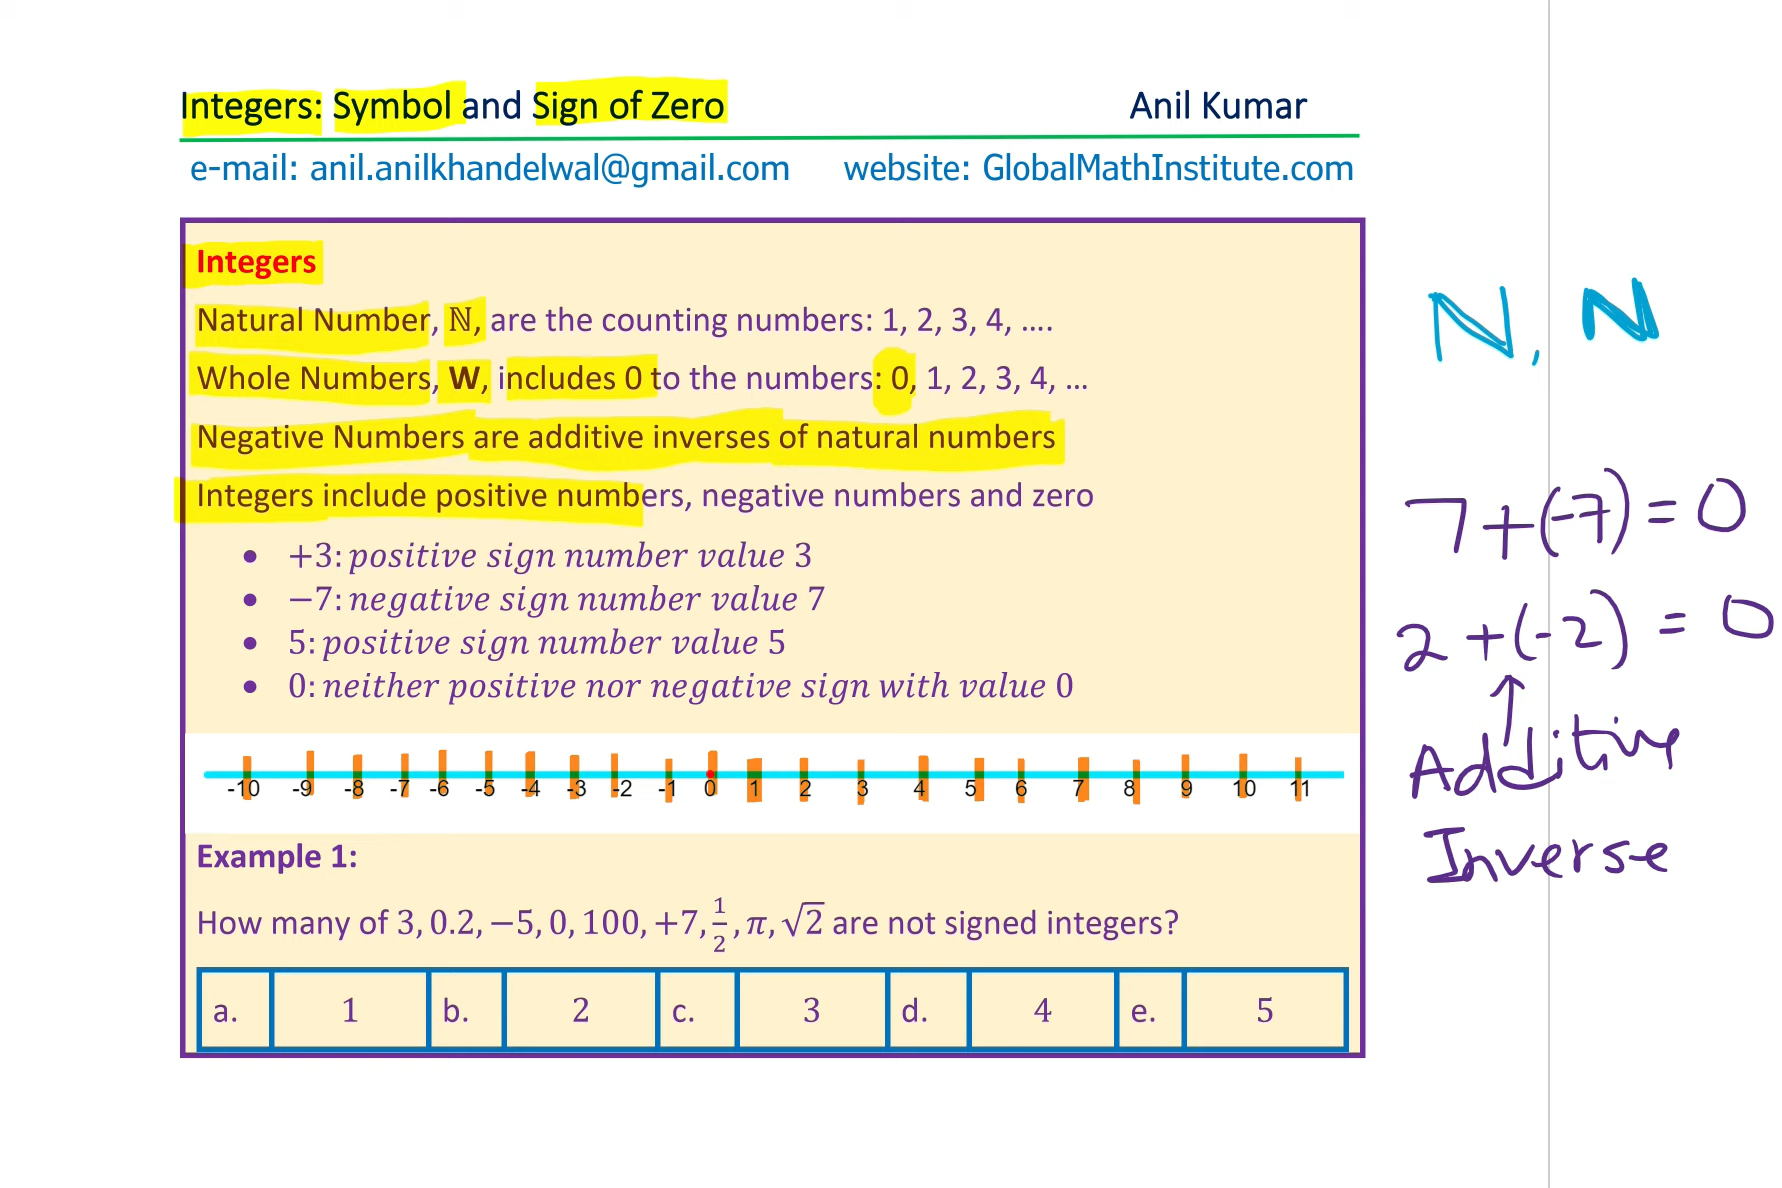 Integers: Symbol and Sign of Zero Anil Kumar
e-mail: anil.anilkhandelwal@gmail.com website: GlobalMathInstitute.com
Integers
Natural Number, ℕ, are the counting numbers: 1, 2, 3, 4, ....
Whole Numbers, W, includes 0 to the numbers: 0, 1, 2, 3, 4, ...
Negative Numbers are additive inverses of natural numbers
Integers include positive numbers, negative numbers and zero
• +3: positive sign number value 3
• −7: negative sign number value 7
• 5: positive sign number value 5
• 0: neither positive nor negative sign with value 0
-10 -9 -8 -7 -6 -5 -4 -3 -2 -1 0 1 2 3 4 5 6 7 8 9 10 11
Example 1:
How many of 3, 0.2, −5, 0, 100, +7, 1/2, π, √2 are not signed integers?
a. 1 b. 2 c. 3 d. 4 e. 5
N, ℕ
7+(-7)=0
2+(-2)=0
Additive
Inverse